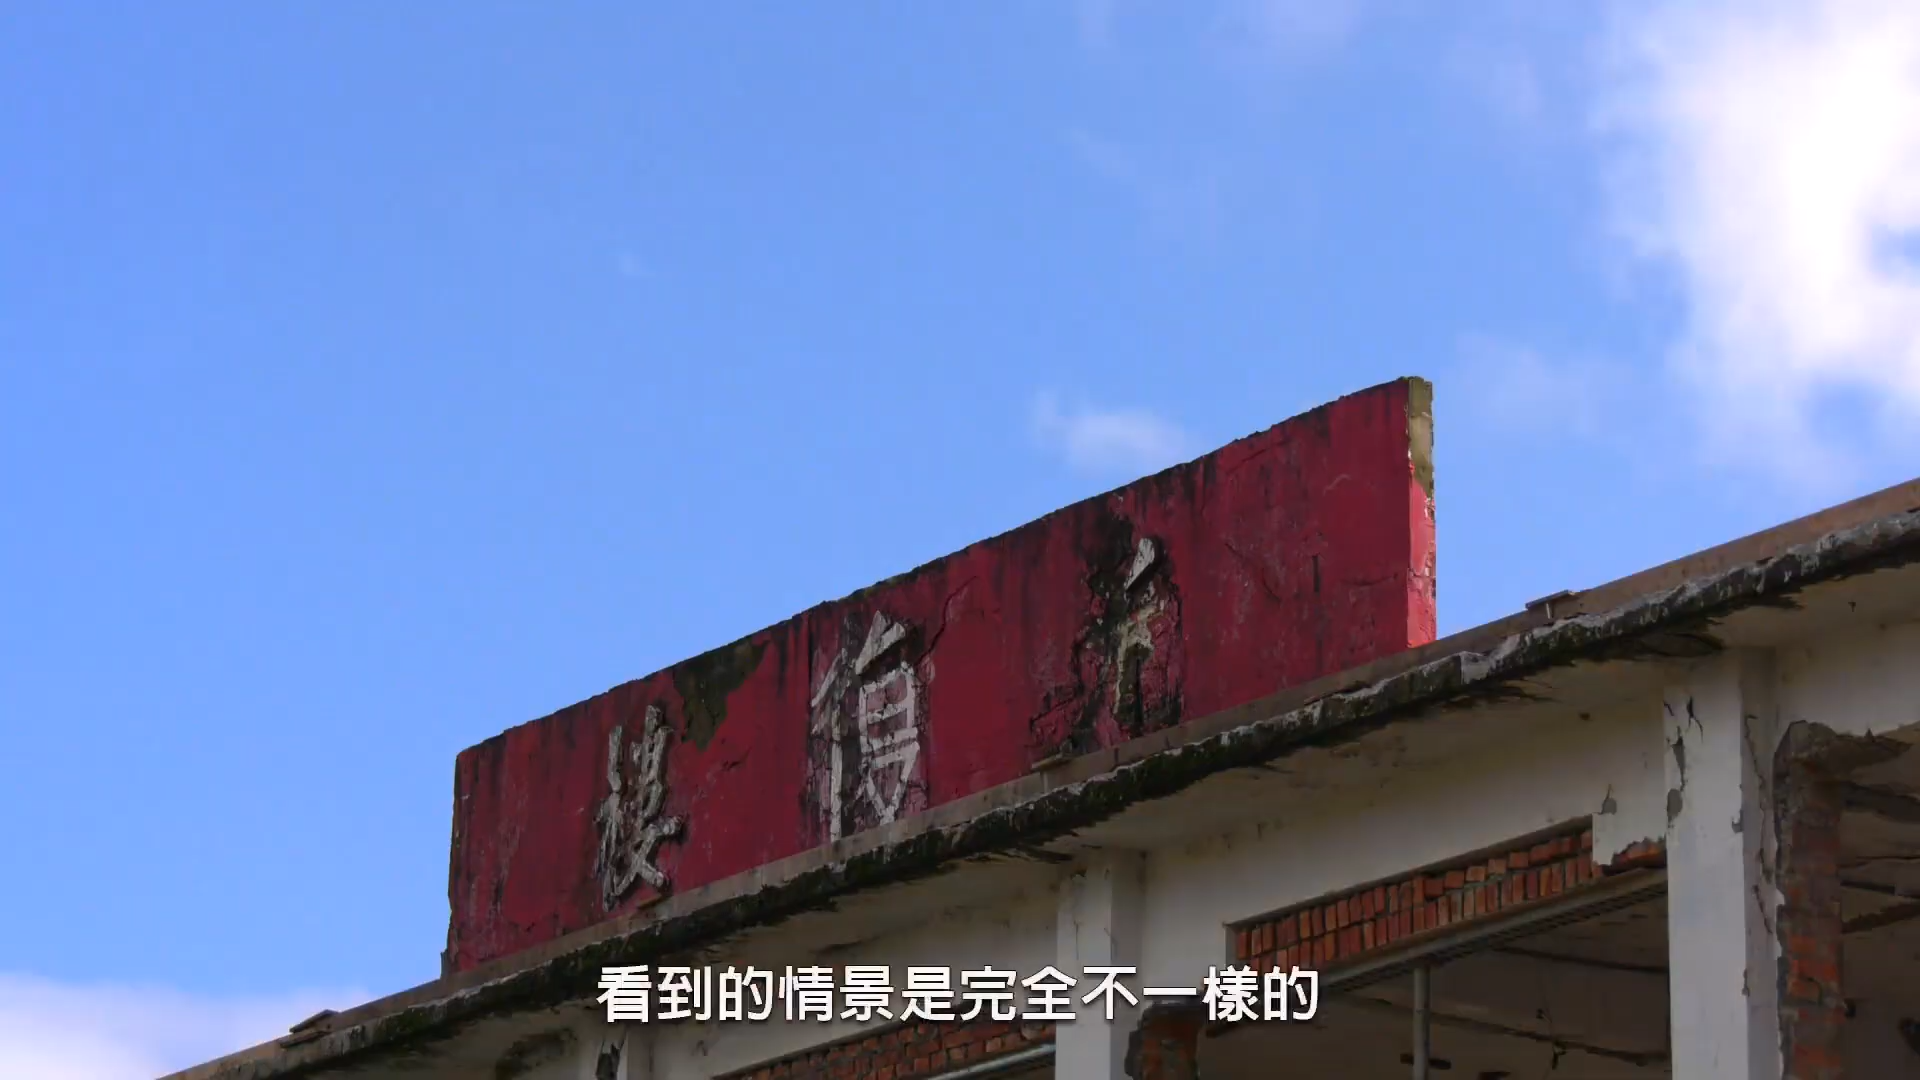 樓復
看到的情景是完全不一樣的